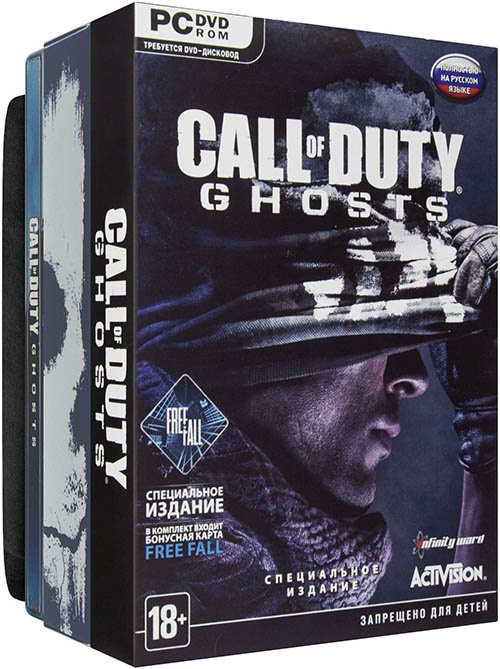 PC DVD
ROM
ТРЕБУЕТСЯ DVD-ДИСКОВОД
ПОЛНОСТЬЮ
НА РУССКОМ
ЯЗЫКЕ
CALL OF DUTY
GHOSTS®
CALL OF DUTY
GHOSTS
CALL OF DUTY
GHOSTS
FREE
FALL
СПЕЦИАЛЬНОЕ
ИЗДАНИЕ
В КОМПЛЕКТ ВХОДИТ
БОНУСНАЯ КАРТА
FREE FALL
СПЕЦИАЛЬНОЕ
ИЗДАНИЕ
infinity ward
ACTIVISION®
18+
ЗАПРЕЩЕНО ДЛЯ ДЕТЕЙ